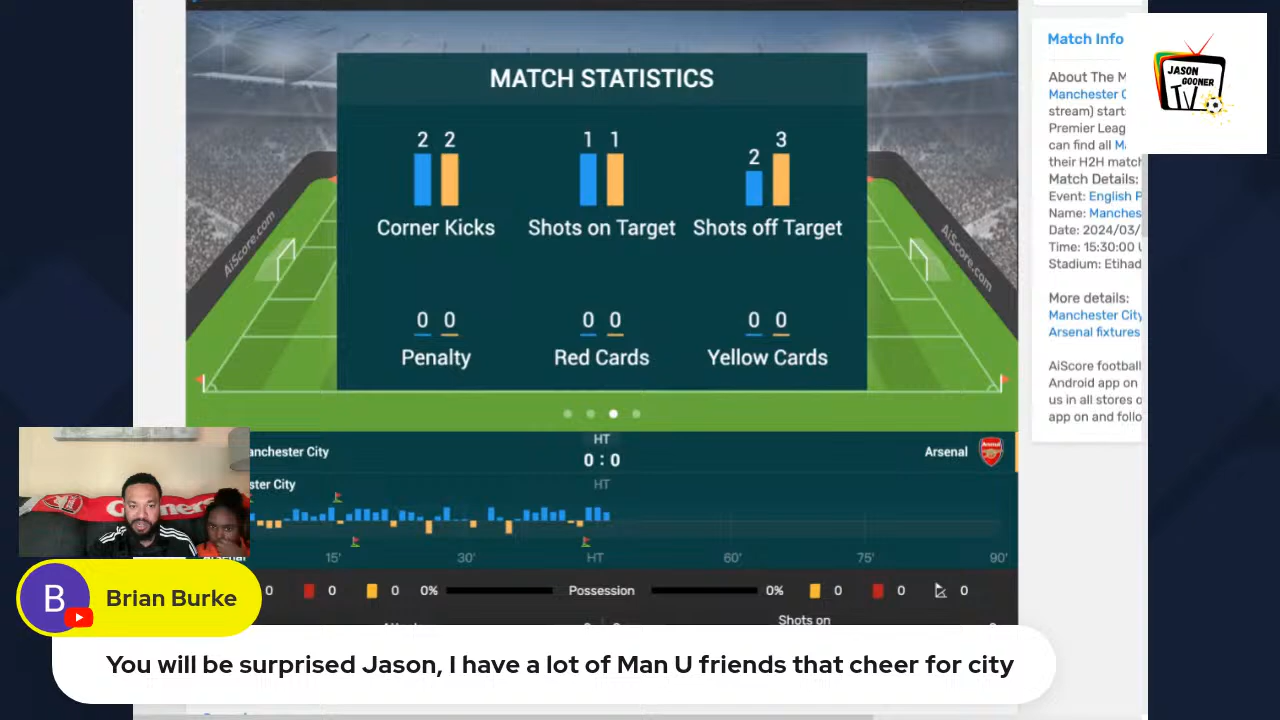 MATCH STATISTICS
2 2
1 1
2 3
Corner Kicks
Shots on Target
Shots off Target
0 0
0 0
0 0
Penalty
Red Cards
Yellow Cards
AiScore.com
AiScore.com
HT
0 : 0
anchester City
Arsenal
ster City
HT
15'
30'
HT
60'
75'
90'
0
0
0
0%
Possession
0%
0
0
0
Shots on
Match Info
About The M
Manchester C
stream) start
Premier Leag
can find all M
their H2H match
Match Details:
Event: English P
Name: Manches
Date: 2024/03/
Time: 15:30:00 U
Stadium: Etihad
More details:
Manchester City
Arsenal fixtures
AiScore football
Android app on
us in all stores o
app on and follo
JASON
GOONER
TV
B
Brian Burke
You will be surprised Jason, I have a lot of Man U friends that cheer for city